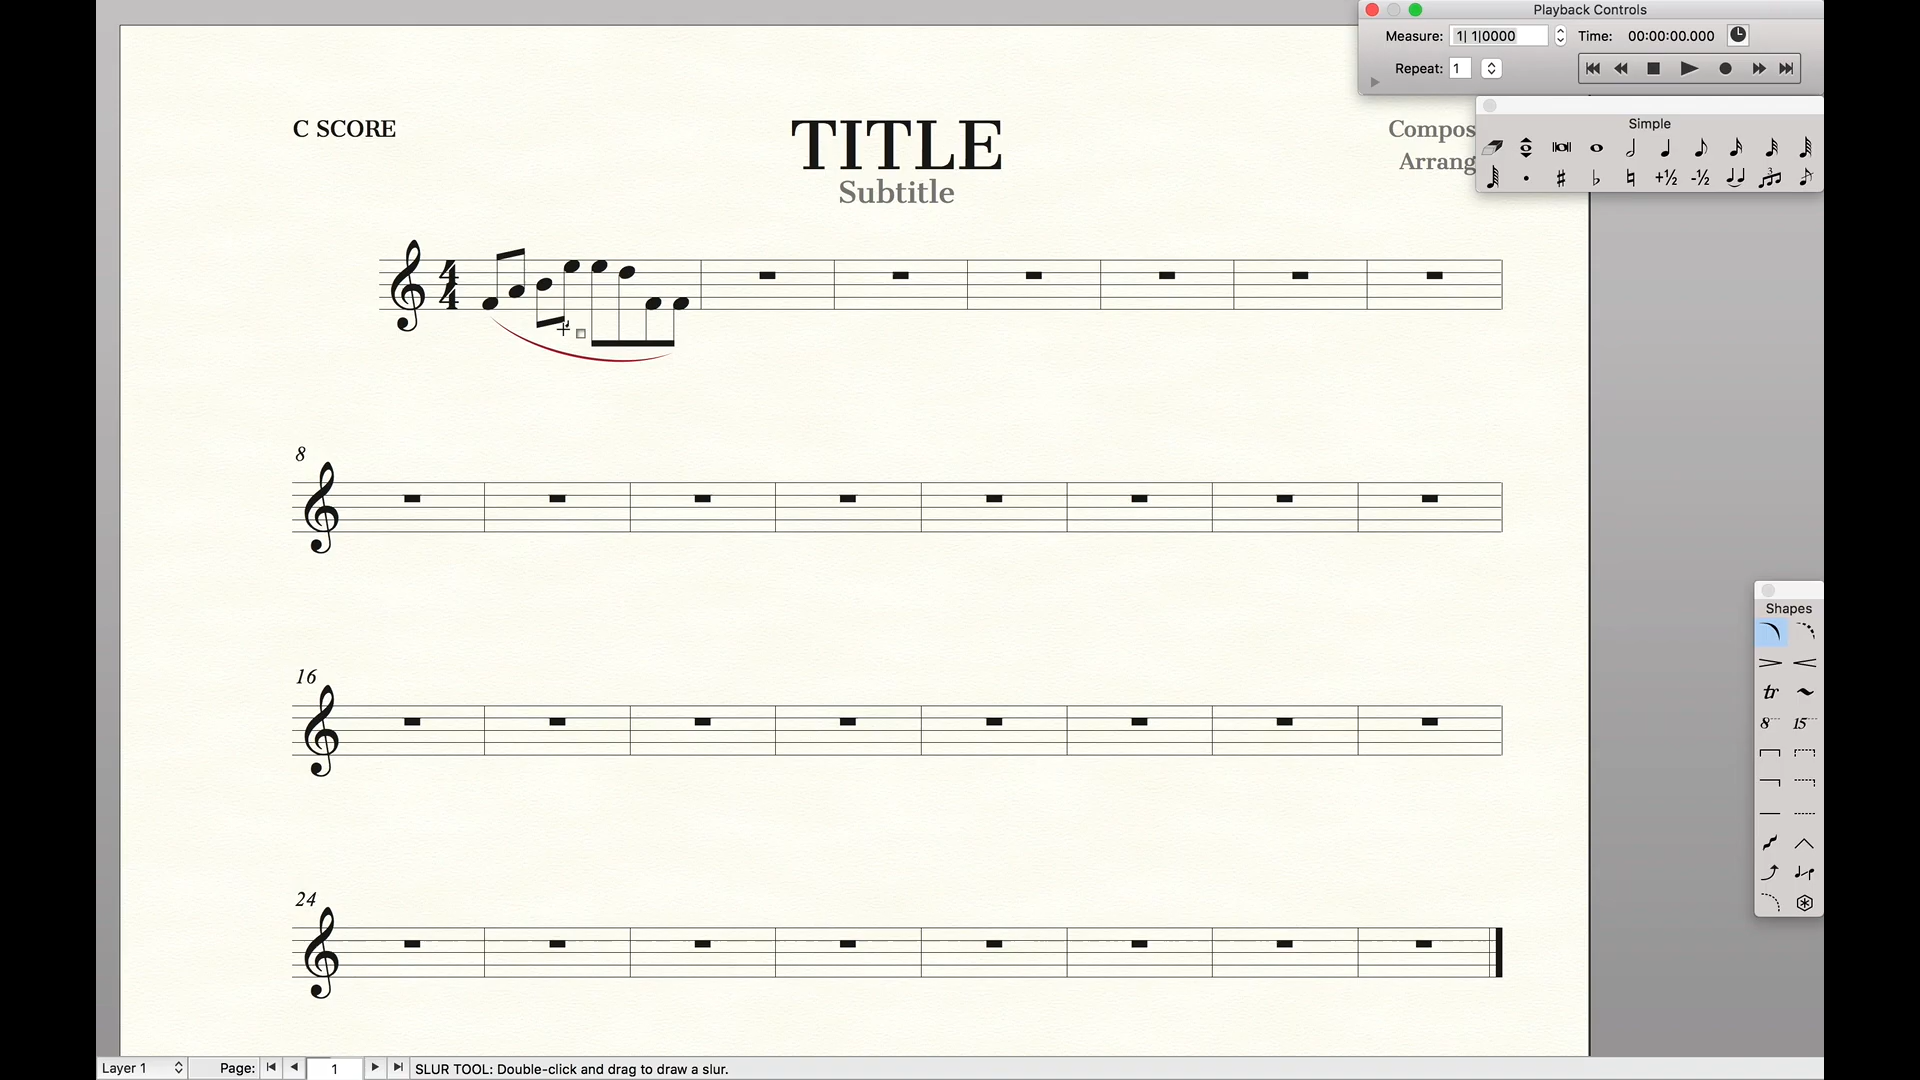 Playback Controls
Measure: 1| 1|0000 Time: 00:00:00.000
Repeat: 1
Simple
C SCORE
TITLE
Subtitle
Compos
Arrang
8
16
24
Shapes
tr
8
15
Layer 1 Page: 1 SLUR TOOL: Double-click and drag to draw a slur.